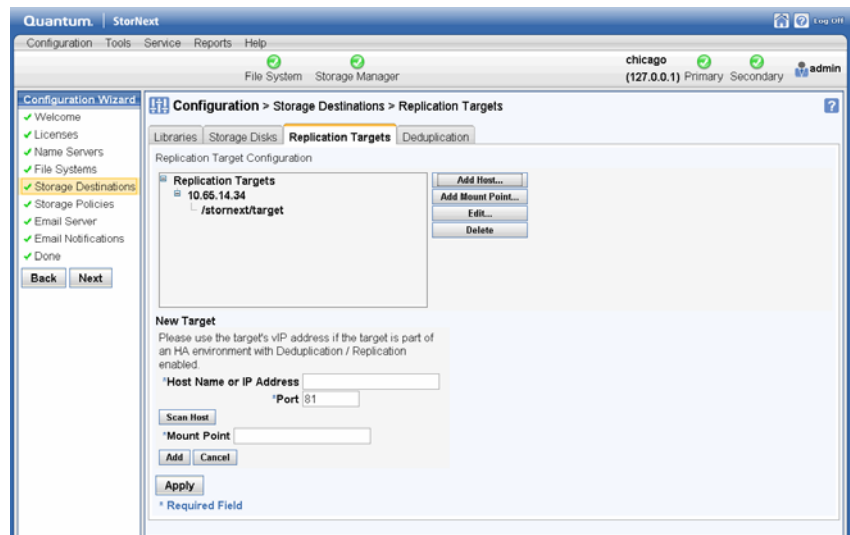 Quantum. StorNext
Log Off
Configuration Tools Service Reports Help
File System Storage Manager
chicago
(127.0.0.1) Primary Secondary
admin
Configuration Wizard
Welcome
Licenses
Name Servers
File Systems
Storage Destinations
Storage Policies
Email Server
Email Notifications
Done
Back Next
Configuration > Storage Destinations > Replication Targets
?
Libraries Storage Disks Replication Targets Deduplication
Replication Target Configuration
Replication Targets
10.65.14.34
/stornext/target
Add Host...
Add Mount Point...
Edit...
Delete
New Target
Please use the target's vIP address if the target is part of
an HA environment with Deduplication / Replication
enabled.
*Host Name or IP Address
*Port 81
Scan Host
*Mount Point
Add Cancel
Apply
* Required Field